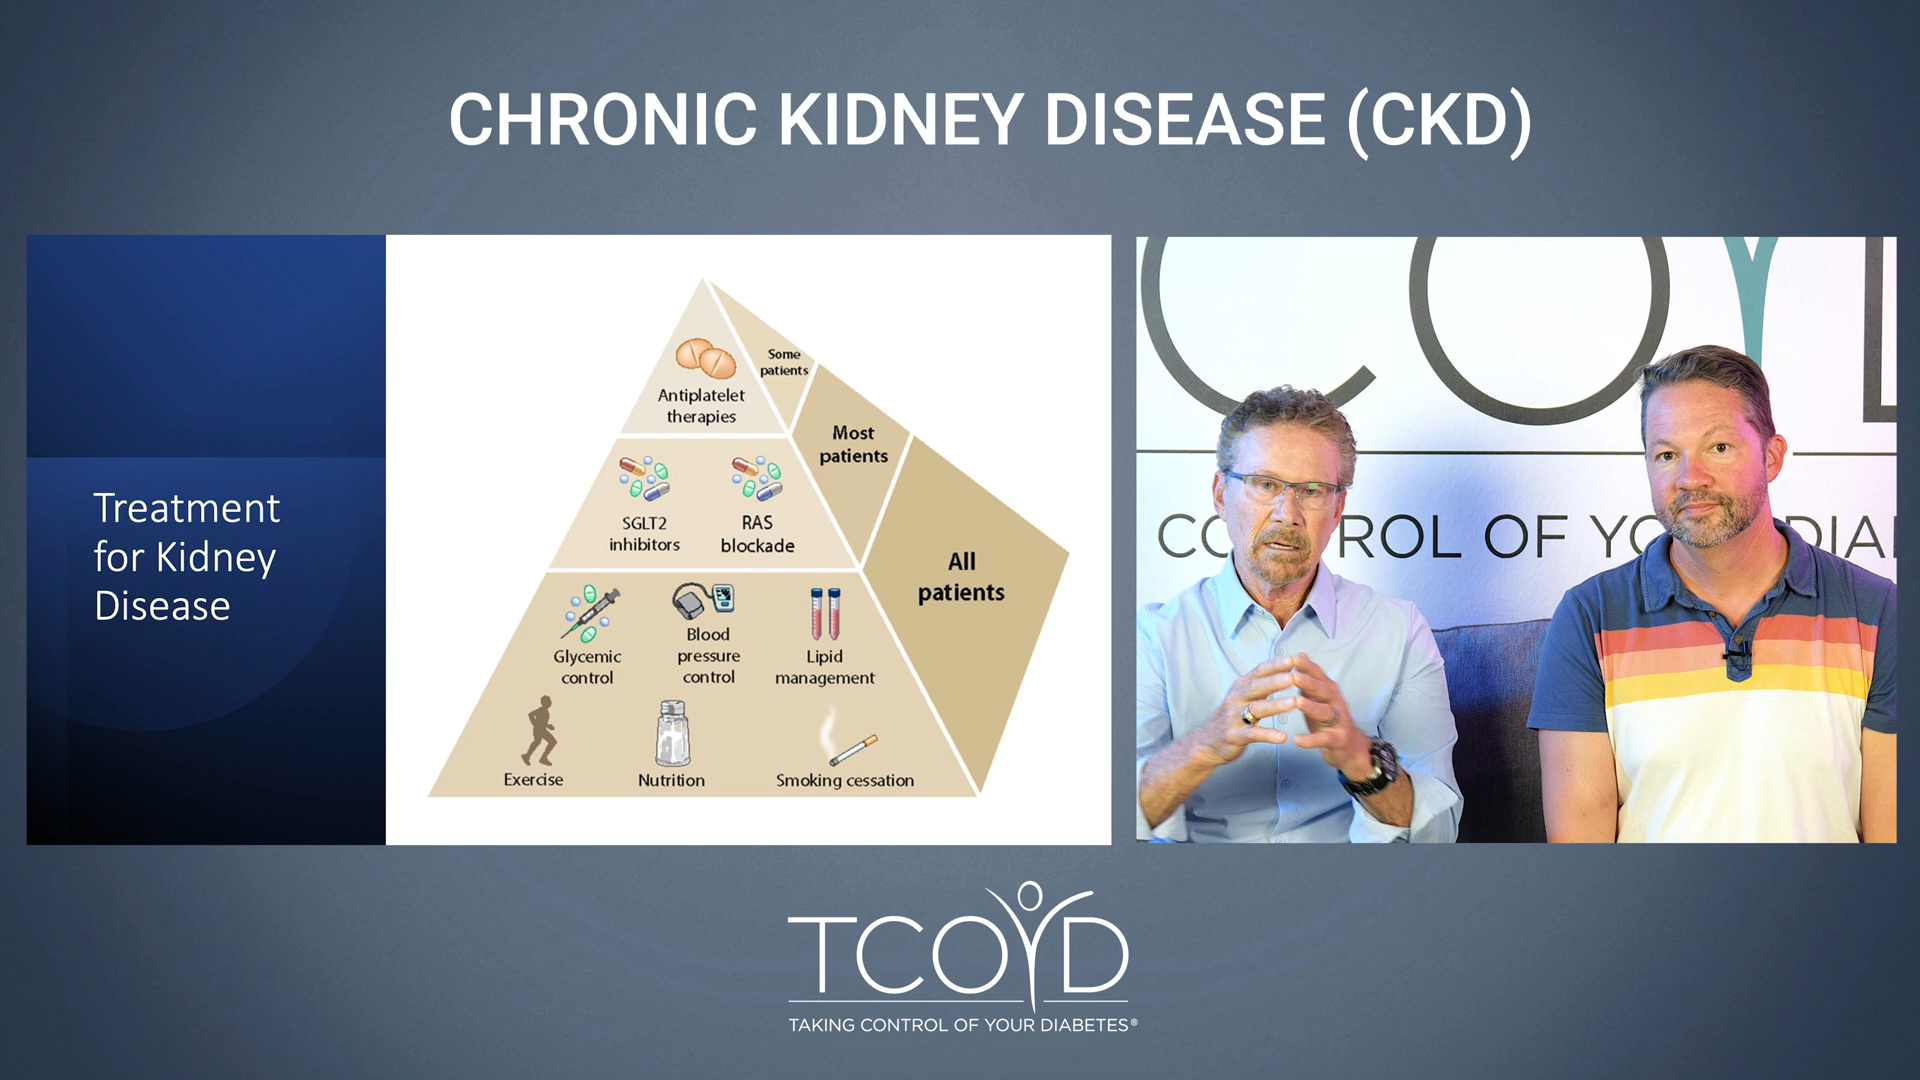 CHRONIC KIDNEY DISEASE (CKD)
Treatment
for Kidney
Disease
Antiplatelet
therapies
Some
patients
SGLT2
inhibitors
RAS
blockade
Most
patients
Glycemic
control
Blood
pressure
control
Lipid
management
Exercise
Nutrition
Smoking cessation
All
patients
TCOYD
TAKING CONTROL OF YOUR DIABETES®